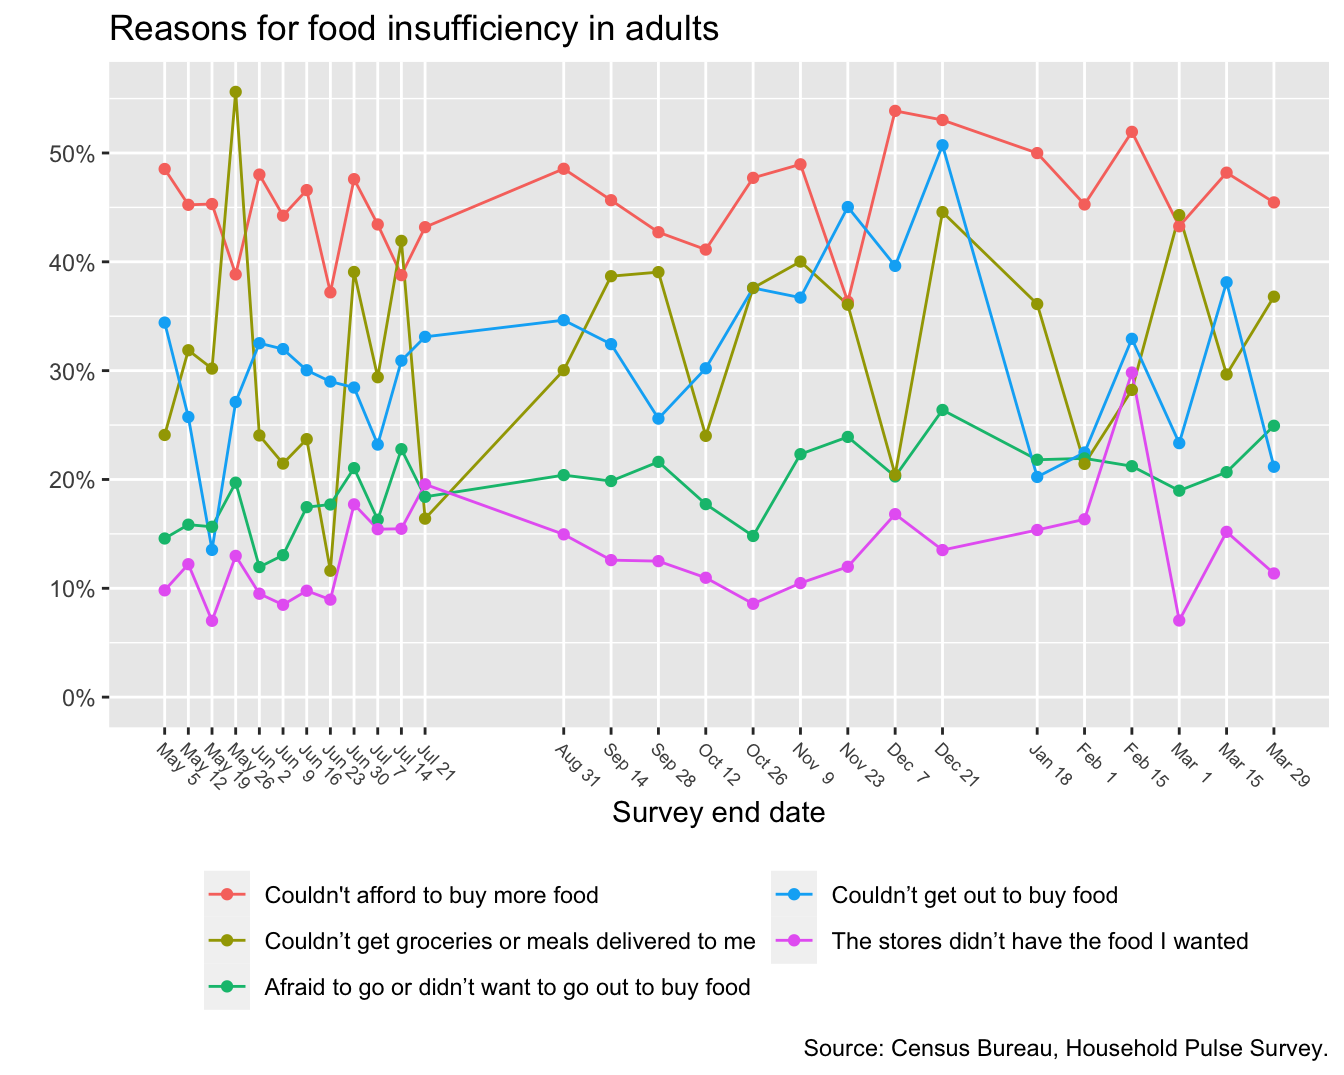 Reasons for food insufficiency in adults
50%
40%
30%
20%
10%
0%
May 5
May 12
May 19
May 26
Jun 2
Jun 9
Jun 16
Jun 23
Jun 30
Jul 7
Jul 14
Jul 21
Aug 31
Sep 14
Sep 28
Oct 12
Oct 26
Nov 9
Nov 23
Dec 7
Dec 21
Jan 18
Feb 1
Feb 15
Mar 1
Mar 15
Mar 29
Survey end date
Couldn't afford to buy more food
Couldn’t get groceries or meals delivered to me
Afraid to go or didn’t want to go out to buy food
Couldn’t get out to buy food
The stores didn’t have the food I wanted
Source: Census Bureau, Household Pulse Survey.